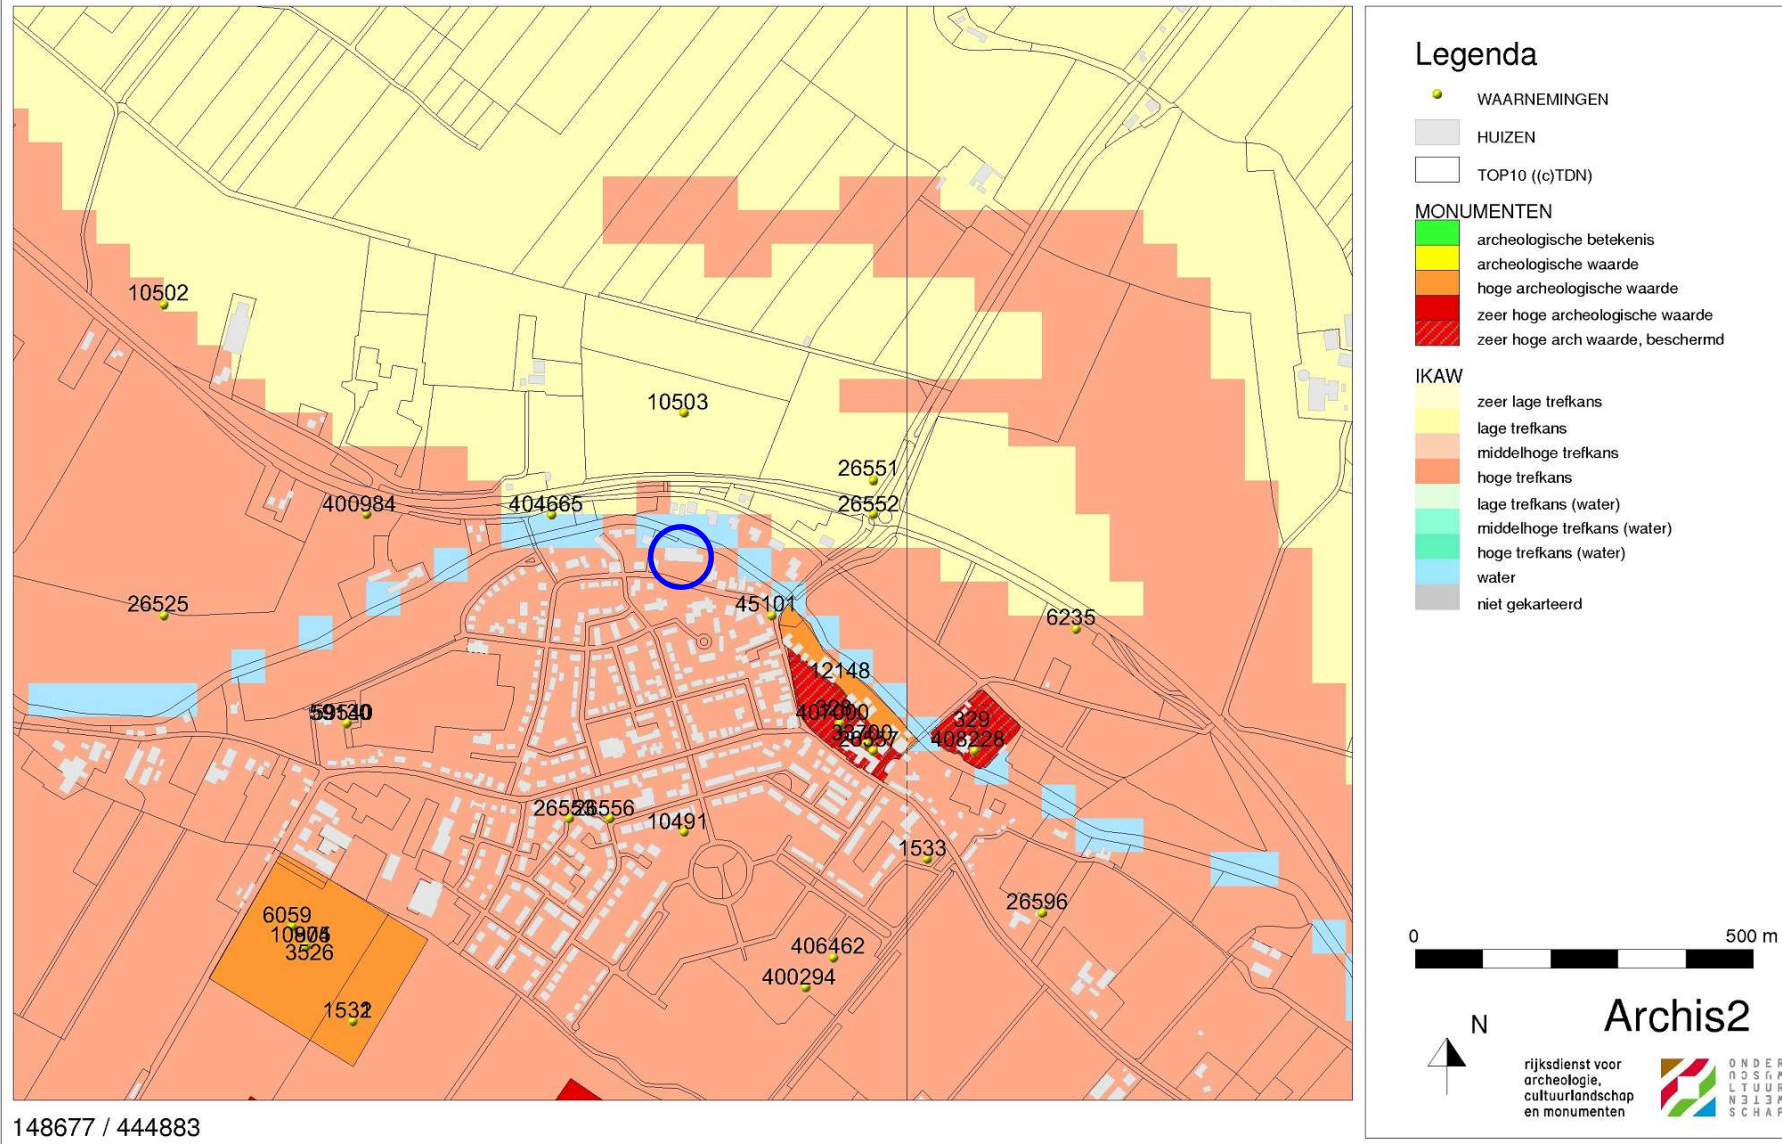 10502
10503
26551
26552
400984
404665
26525
45101
6235
12148
329
408228
26556
10491
1533
26596
6059
3526
406462
400294
148677 / 444883
Legenda
WAARNEMINGEN
HUIZEN
TOP10 ((c)TDN)
MONUMENTEN
archeologische betekenis
archeologische waarde
hoge archeologische waarde
zeer hoge archeologische waarde
zeer hoge arch waarde, beschermd
IKAW
zeer lage trefkans
lage trefkans
middelhoge trefkans
hoge trefkans
lage trefkans (water)
middelhoge trefkans (water)
hoge trefkans (water)
water
niet gekarteerd
0 500 m
N
Archis2
rijksdienst voor
archeologie,
cultuurlandschap
en monumenten